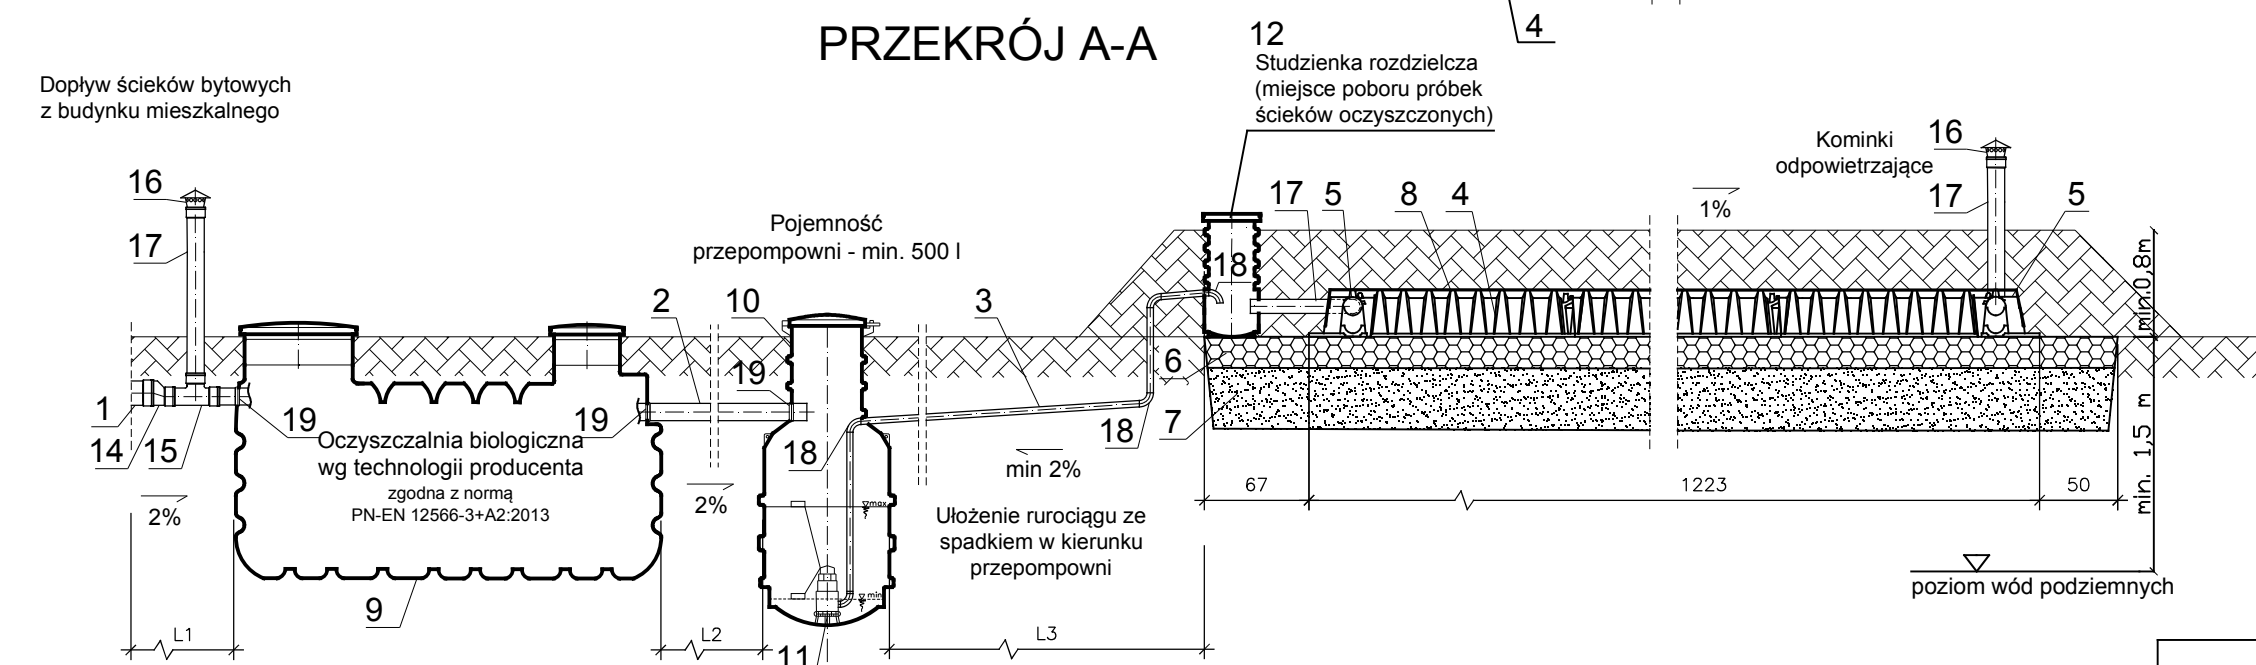 PRZEKRÓJ A-A
4
12
Studzienka rozdzielcza
(miejsce poboru próbek
ścieków oczyszczonych)
Dopływ ścieków bytowych
z budynku mieszkalnego
Kominki
odpowietrzające
16
16
17
17
5
8
4
1%
17
5
17
Pojemność
przepompowni - min. 500 l
18
min.0,8m
2
10
3
19
6
1
19
19
14
15
Oczyszczalnia biologiczna
wg technologii producenta
zgodna z normą
PN-EN 12566-3+A2:2013
18
18
7
min 2%
2%
2%
67
1223
50
min. 1,5 m
max
Ułożenie rurociągu ze
spadkiem w kierunku
przepompowni
min
poziom wód podziemnych
9
L1
L2
L3
11